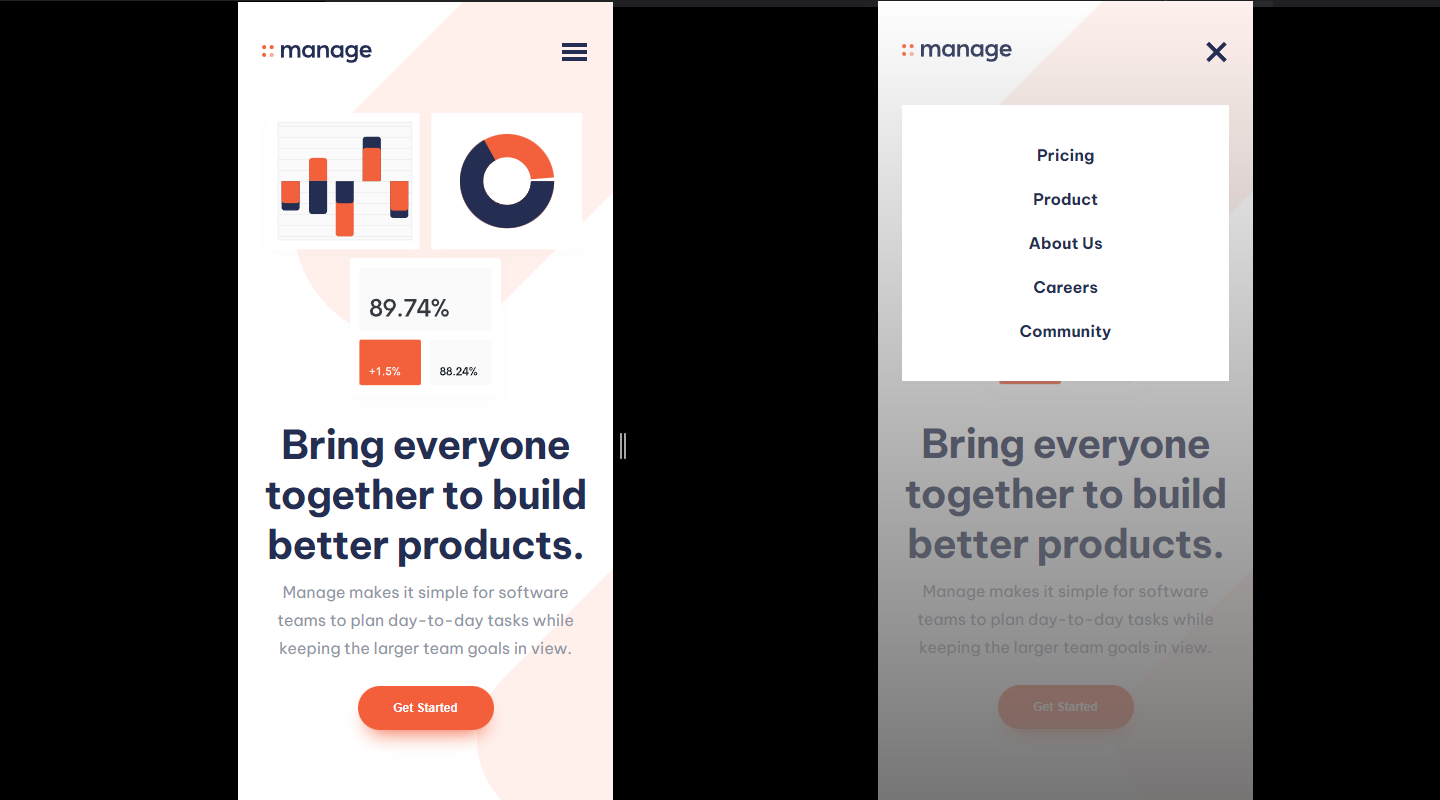 manage
89.74%
+1.5%
88.24%
Bring everyone
together to build
better products.
Manage makes it simple for software
teams to plan day-to-day tasks while
keeping the larger team goals in view.
Get Started
manage
Pricing
Product
About Us
Careers
Community
Bring everyone
together to build
better products.
Manage makes it simple for software
teams to plan day-to-day tasks while
keeping the larger team goals in view.
Get Started